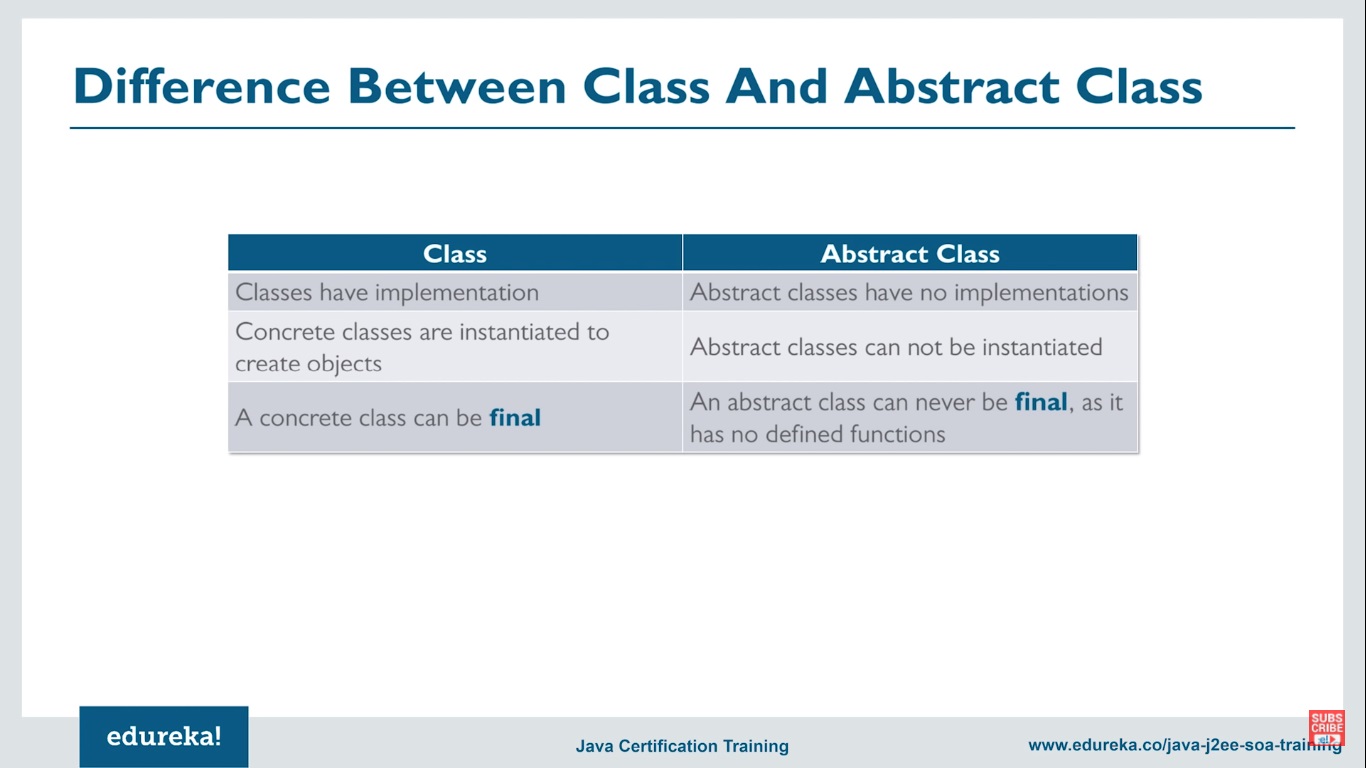 Difference Between Class And Abstract Class
Class
Abstract Class
Classes have implementation
Abstract classes have no implementations
Concrete classes are instantiated to
create objects
Abstract classes can not be instantiated
A concrete class can be final
An abstract class can never be final, as it
has no defined functions
edureka!
Java Certification Training
www.edureka.co/java-j2ee-soa-training
SUBS
CRIBE